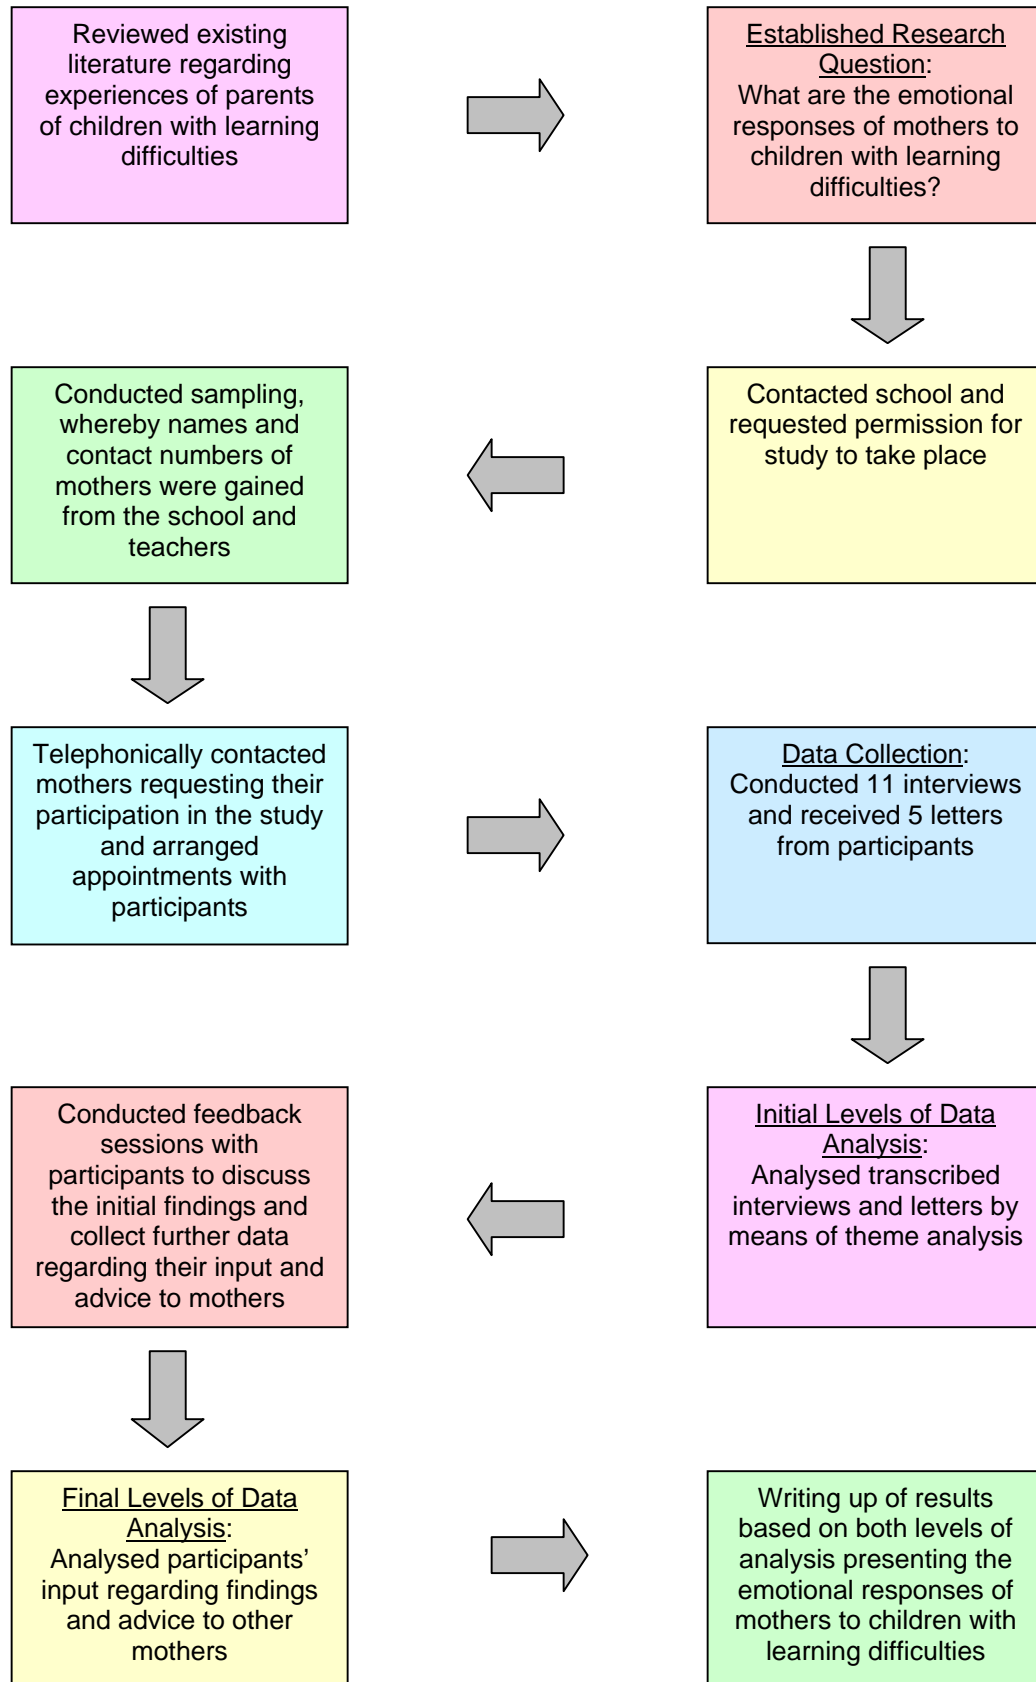 Reviewed existing
literature regarding
experiences of parents
of children with learning
difficulties
Established Research
Question:
What are the emotional
responses of mothers to
children with learning
difficulties?
Contacted school and
requested permission for
study to take place
Conducted sampling,
whereby names and
contact numbers of
mothers were gained
from the school and
teachers
Telephonically contacted
mothers requesting their
participation in the study
and arranged
appointments with
participants
Data Collection:
Conducted 11 interviews
and received 5 letters
from participants
Initial Levels of Data
Analysis:
Analysed transcribed
interviews and letters by
means of theme analysis
Conducted feedback
sessions with
participants to discuss
the initial findings and
collect further data
regarding their input and
advice to mothers
Final Levels of Data
Analysis:
Analysed participants’
input regarding findings
and advice to other
mothers
Writing up of results
based on both levels of
analysis presenting the
emotional responses of
mothers to children with
learning difficulties